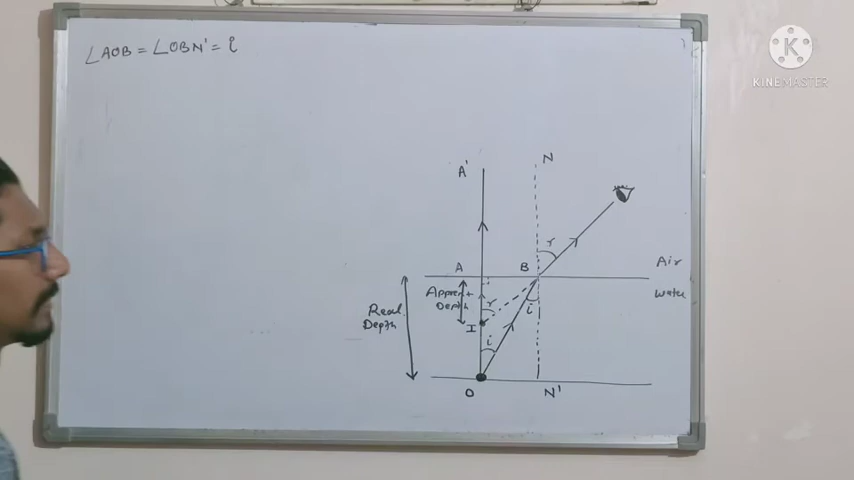 ∠AOB = ∠OBN' = i
K
KINEMASTER
A'
N
r
A
B
Air
Water
Apparent
Depth
r
i
Real
Depth
I
i
O
N'